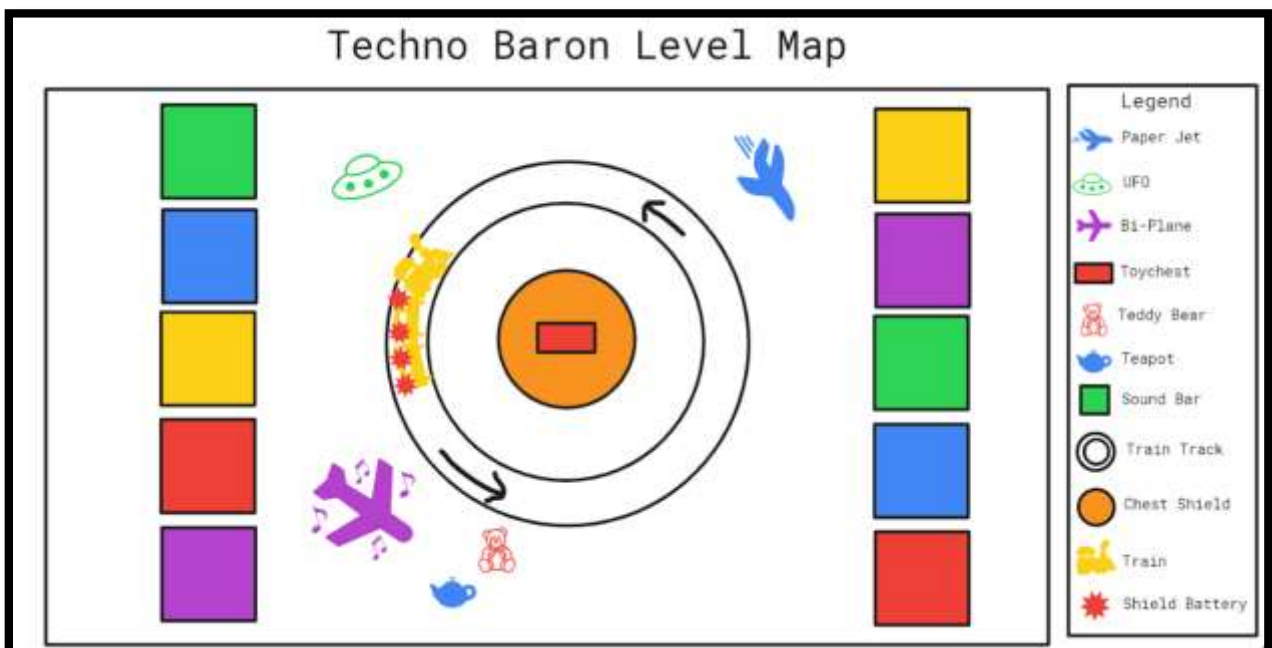 Techno Baron Level Map
Legend
Paper Jet
UFO
Bi-Plane
Toychest
Teddy Bear
Teapot
Sound Bar
Train Track
Chest Shield
Train
Shield Battery